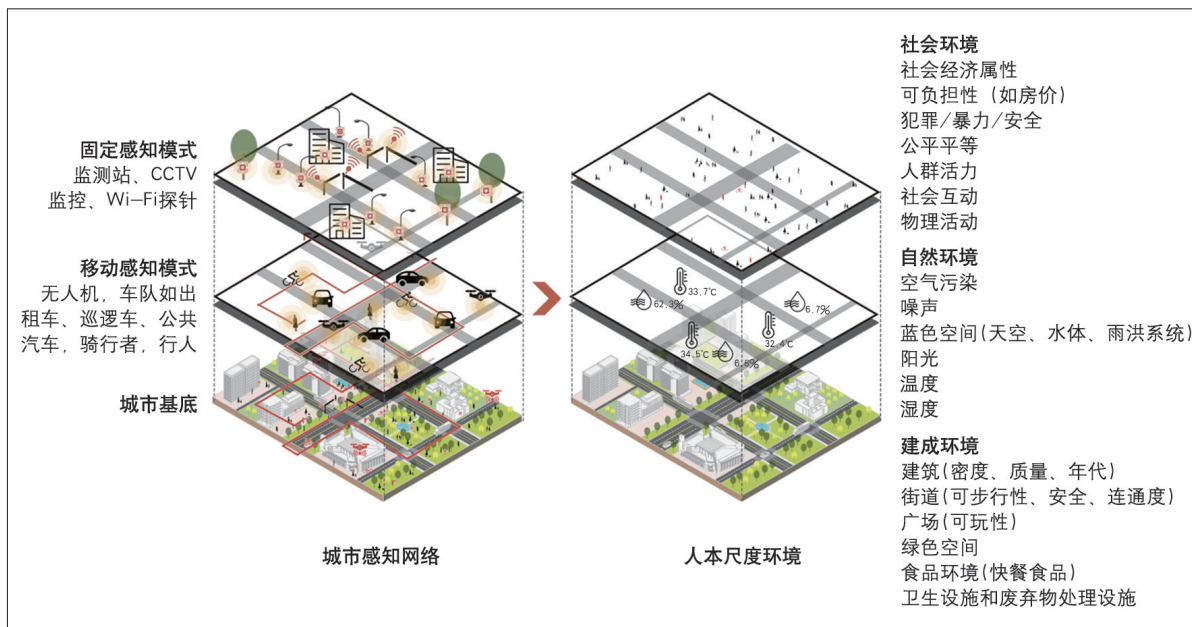 固定感知模式
监测站、CCTV
监控、Wi-Fi探针
移动感知模式
无人机，车队如出
租车、巡逻车、公共
汽车，骑行者，行人
城市基底
城市感知网络
33.7℃
62.3%
6.7%
34.5℃
6.6%
32.4℃
人本尺度环境
社会环境
社会经济属性
可负担性（如房价）
犯罪/暴力/安全
公平平等
人群活力
社会互动
物理活动
自然环境
空气污染
噪声
蓝色空间(天空、水体、雨洪系统)
阳光
温度
湿度
建成环境
建筑(密度、质量、年代)
街道(可步行性、安全、连通度)
广场(可玩性)
绿色空间
食品环境(快餐食品)
卫生设施和废弃物处理设施